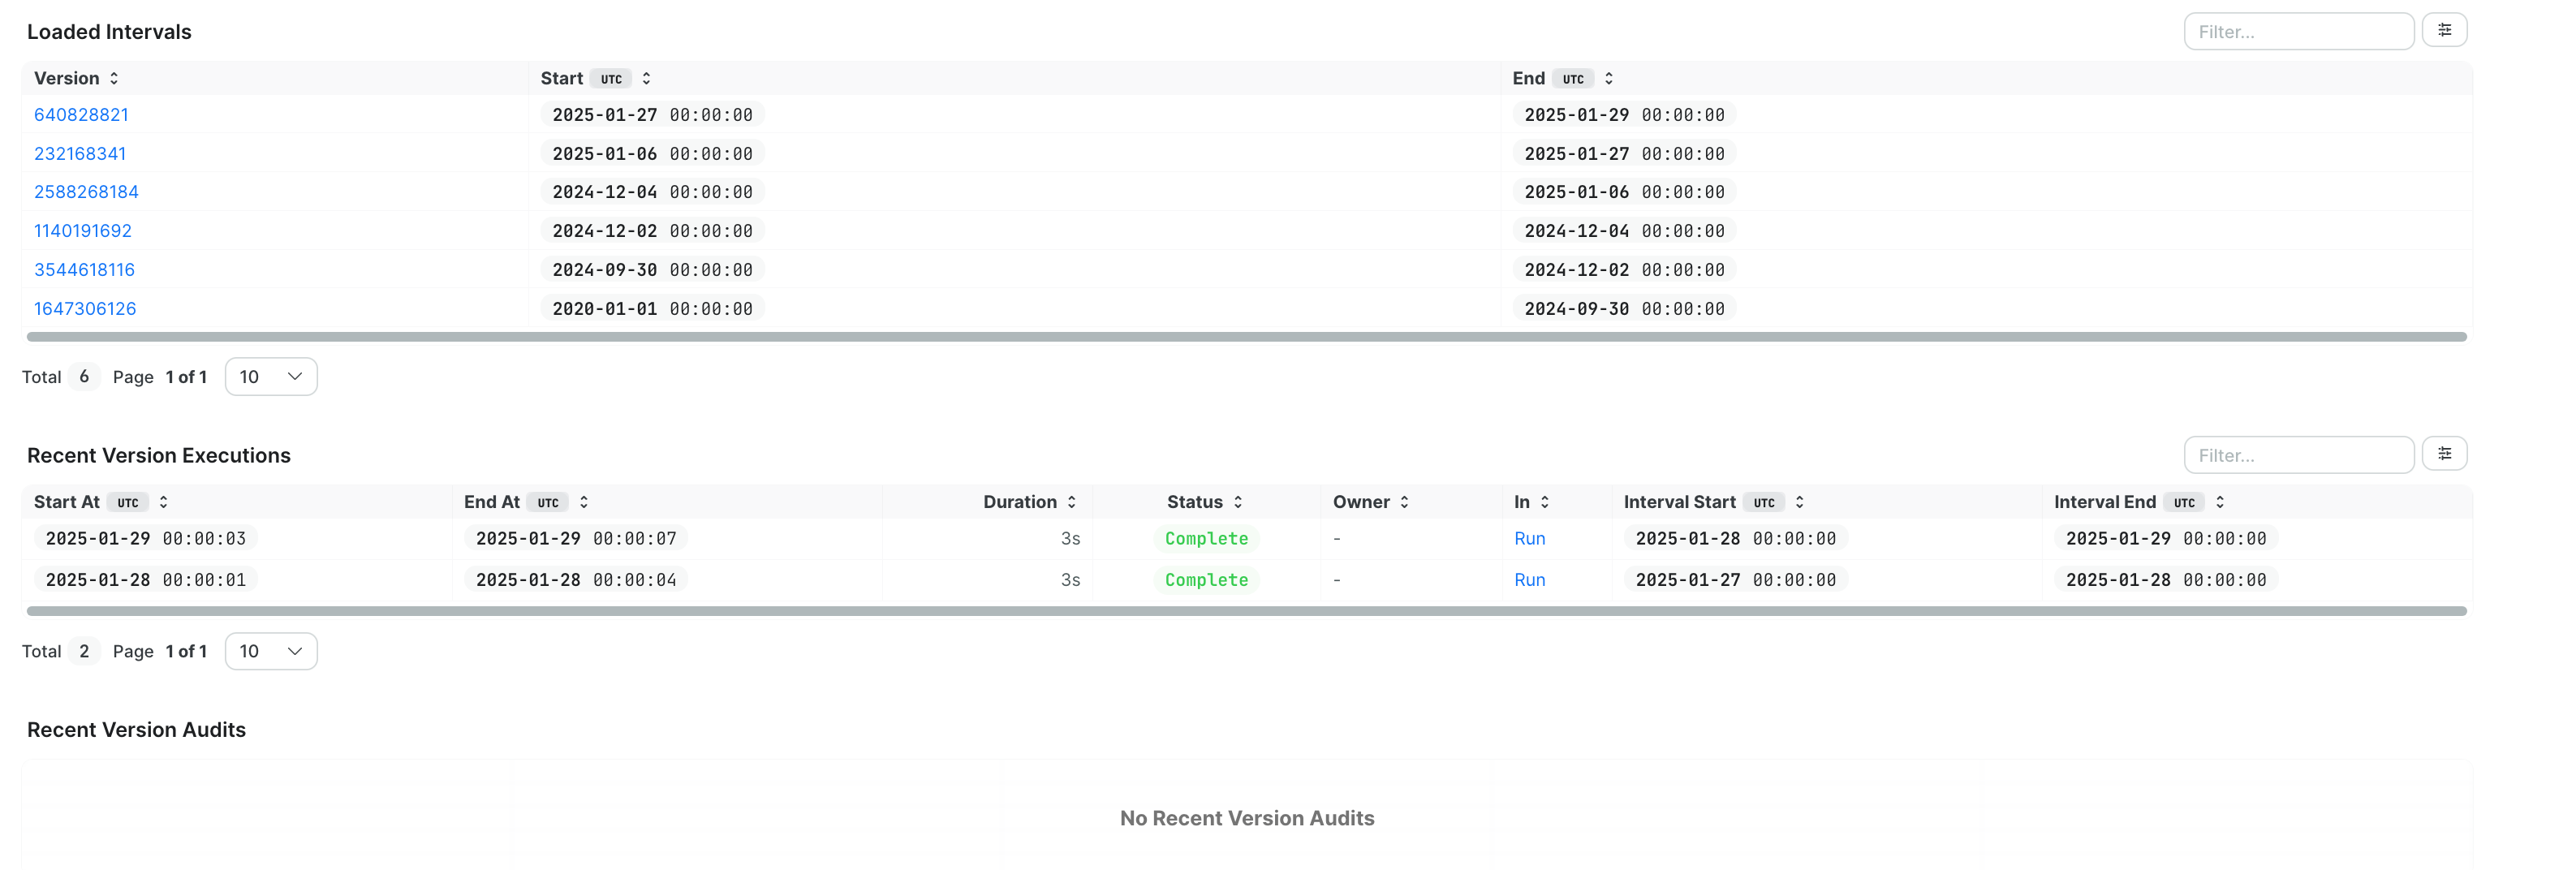 Loaded Intervals
Filter...
Version Start UTC End UTC
640828821 2025-01-27 00:00:00 2025-01-29 00:00:00
232168341 2025-01-06 00:00:00 2025-01-27 00:00:00
2588268184 2024-12-04 00:00:00 2025-01-06 00:00:00
1140191692 2024-12-02 00:00:00 2024-12-04 00:00:00
3544618116 2024-09-30 00:00:00 2024-12-02 00:00:00
1647306126 2020-01-01 00:00:00 2024-09-30 00:00:00
Total 6 Page 1 of 1 10
Recent Version Executions
Filter...
Start At UTC End At UTC Duration Status Owner In Interval Start UTC Interval End UTC
2025-01-29 00:00:03 2025-01-29 00:00:07 3s Complete - Run 2025-01-28 00:00:00 2025-01-29 00:00:00
2025-01-28 00:00:01 2025-01-28 00:00:04 3s Complete - Run 2025-01-27 00:00:00 2025-01-28 00:00:00
Total 2 Page 1 of 1 10
Recent Version Audits
No Recent Version Audits